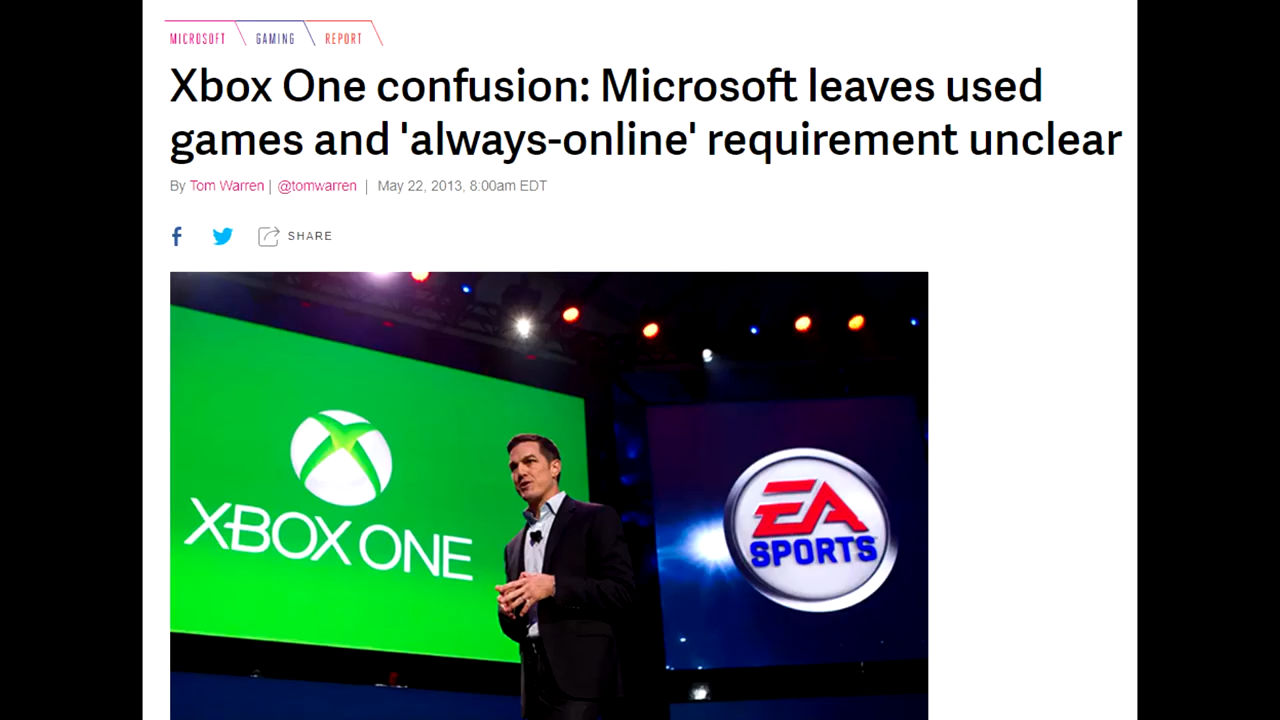 MICROSOFT GAMING REPORT
Xbox One confusion: Microsoft leaves used
games and 'always-online' requirement unclear
By Tom Warren | @tomwarren | May 22, 2013, 8:00am EDT
SHARE
XBOX ONE
EA
SPORTS